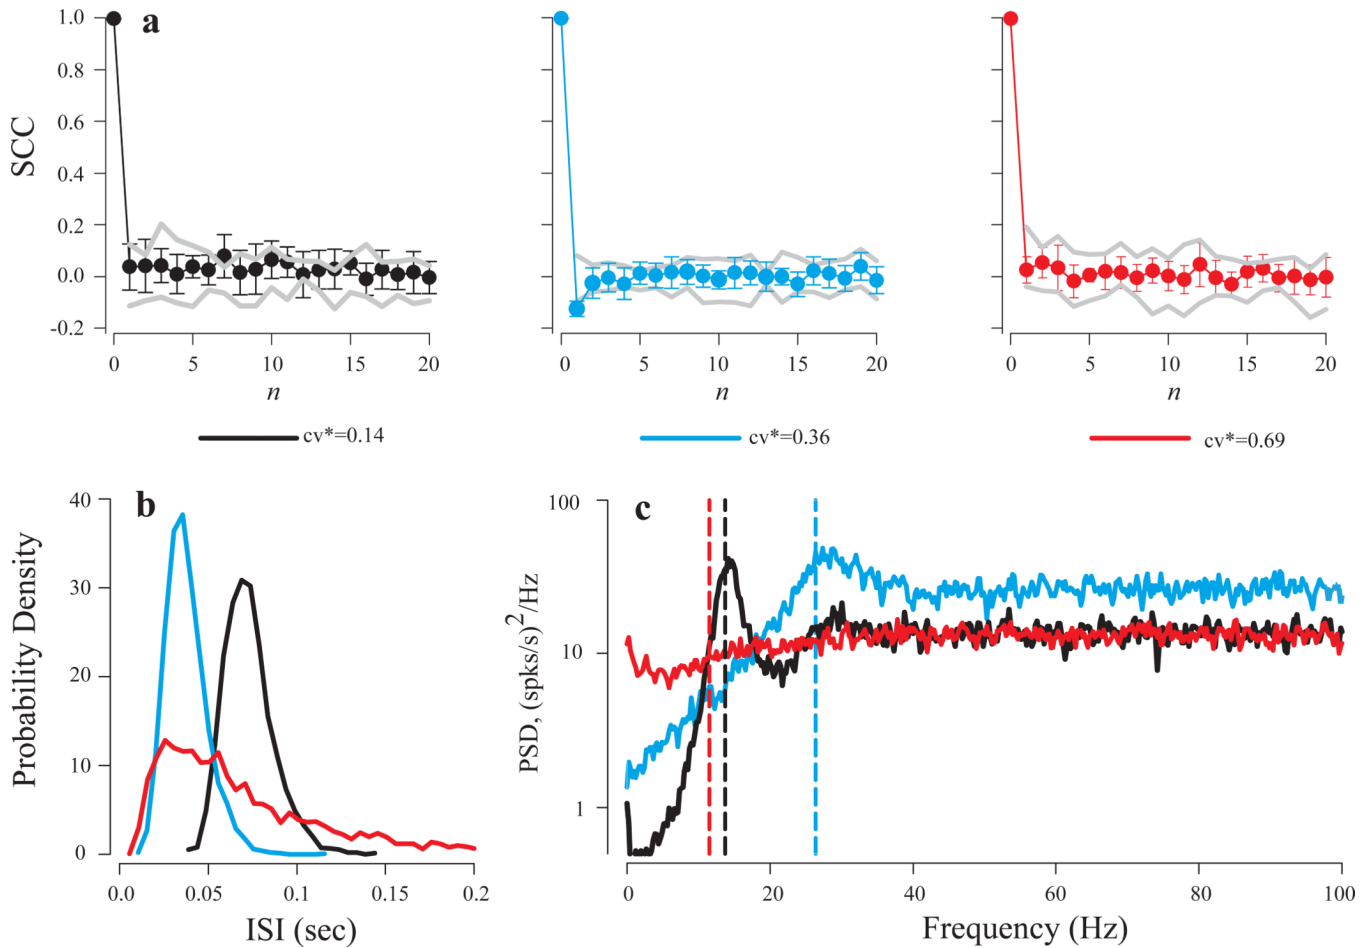 a
SCC
1.0
0.8
0.6
0.4
0.2
0.0
-0.2
0 5 10 15 20
n
0 5 10 15 20
n
0 5 10 15 20
n
cv*=0.14
cv*=0.36
cv*=0.69
b
Probability Density
40
30
20
10
0
0.0 0.05 0.1 0.15 0.2
ISI (sec)
c
PSD, (spks/s)2/Hz
100
10
1
0 20 40 60 80 100
Frequency (Hz)